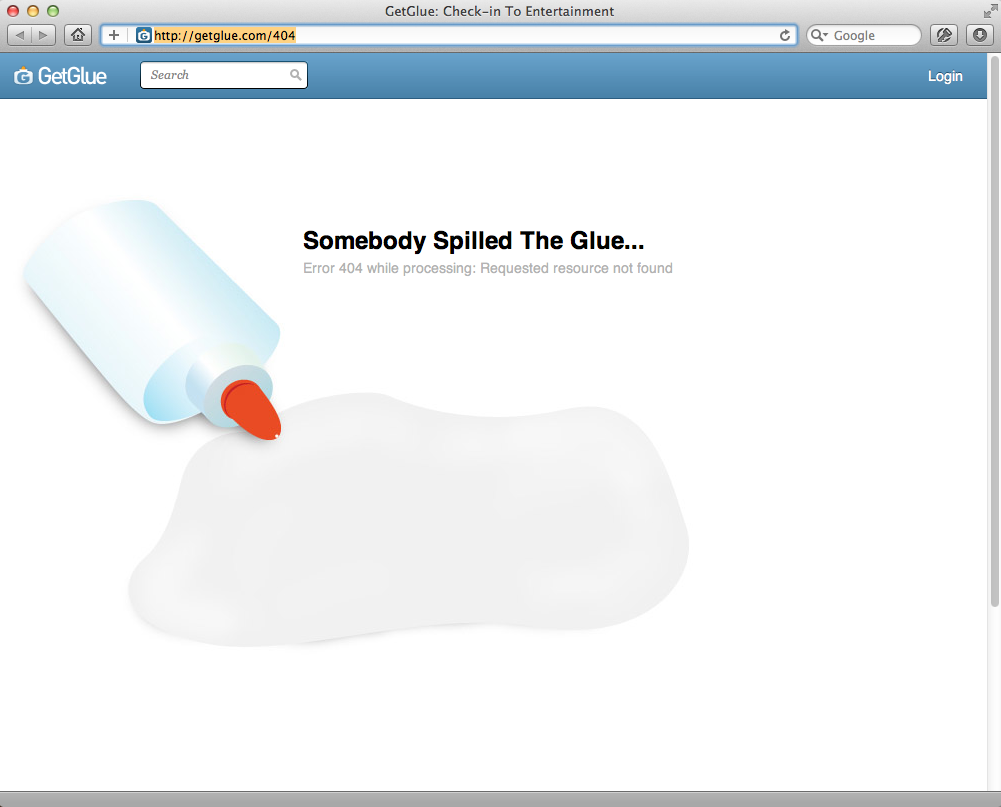 GetGlue: Check-in To Entertainment
http://getglue.com/404
Google
GetGlue
Search
Login
Somebody Spilled The Glue...
Error 404 while processing: Requested resource not found